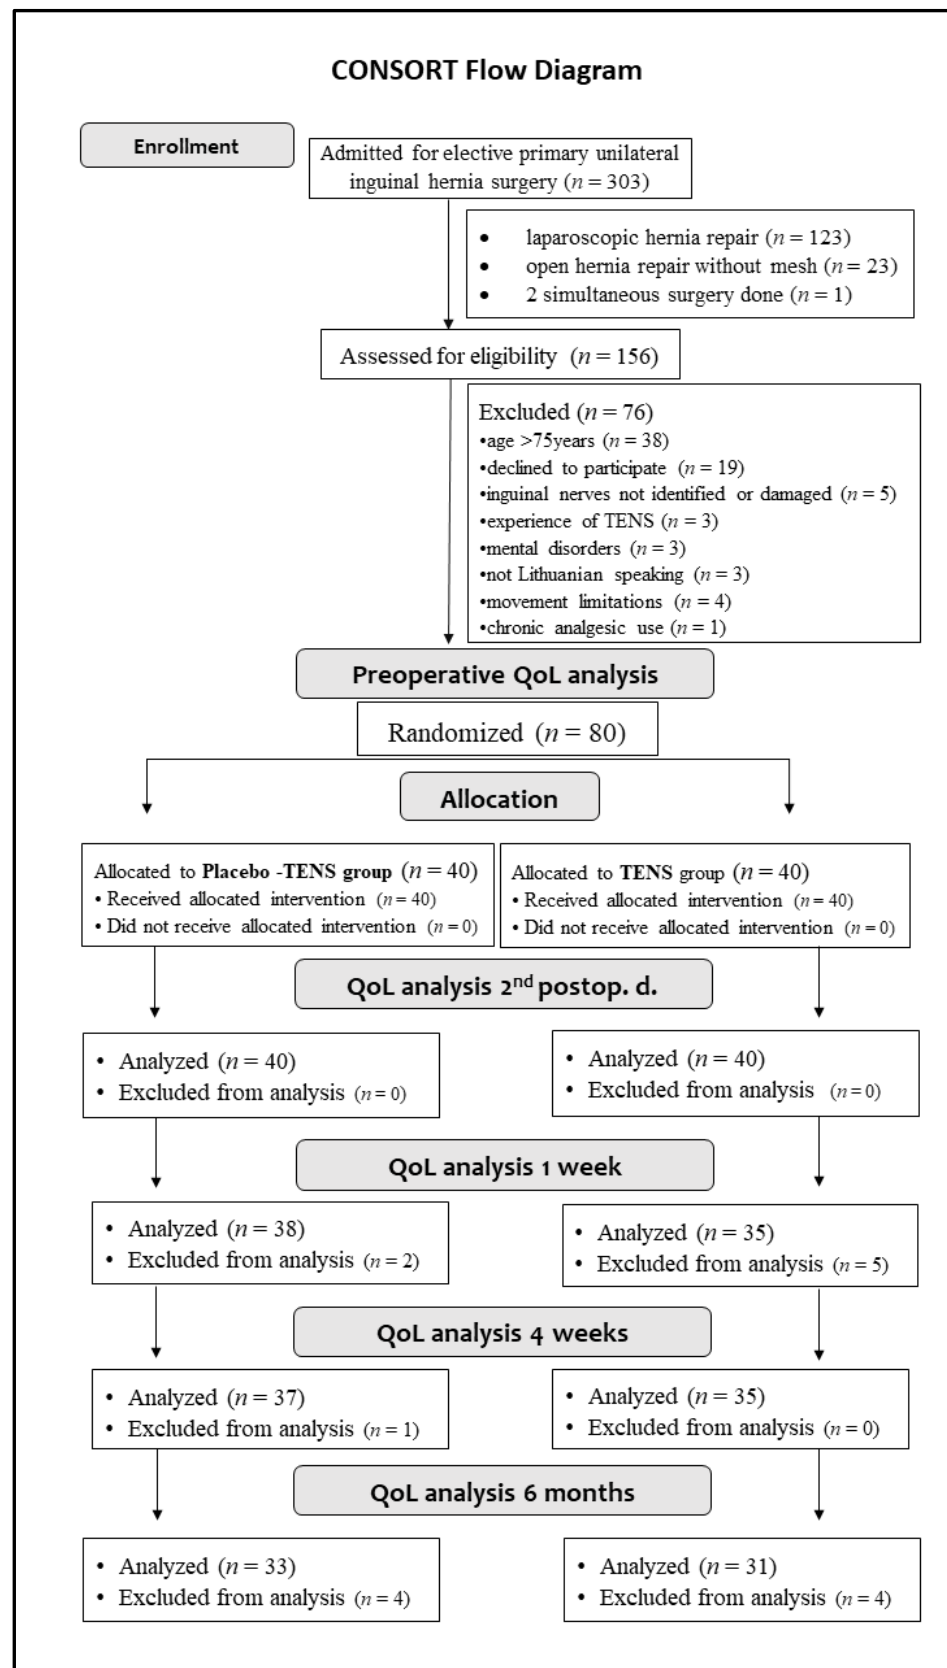 CONSORT Flow Diagram
Enrollment
Admitted for elective primary unilateral
inguinal hernia surgery (n = 303)
• laparoscopic hernia repair (n = 123)
• open hernia repair without mesh (n = 23)
• 2 simultaneous surgery done (n = 1)
Assessed for eligibility (n = 156)
Excluded (n = 76)
•age >75years (n = 38)
•declined to participate (n = 19)
•inguinal nerves not identified or damaged (n = 5)
•experience of TENS (n = 3)
•mental disorders (n = 3)
•not Lithuanian speaking (n = 3)
•movement limitations (n = 4)
•chronic analgesic use (n = 1)
Preoperative QoL analysis
Randomized (n = 80)
Allocation
Allocated to Placebo -TENS group (n = 40)
• Received allocated intervention (n = 40)
• Did not receive allocated intervention (n = 0)
Allocated to TENS group (n = 40)
• Received allocated intervention (n = 40)
• Did not receive allocated intervention (n = 0)
QoL analysis 2nd postop. d.
• Analyzed (n = 40)
• Excluded from analysis (n = 0)
• Analyzed (n = 40)
• Excluded from analysis (n = 0)
QoL analysis 1 week
• Analyzed (n = 38)
• Excluded from analysis (n = 2)
• Analyzed (n = 35)
• Excluded from analysis (n = 5)
QoL analysis 4 weeks
• Analyzed (n = 37)
• Excluded from analysis (n = 1)
• Analyzed (n = 35)
• Excluded from analysis (n = 0)
QoL analysis 6 months
• Analyzed (n = 33)
• Excluded from analysis (n = 4)
• Analyzed (n = 31)
• Excluded from analysis (n = 4)